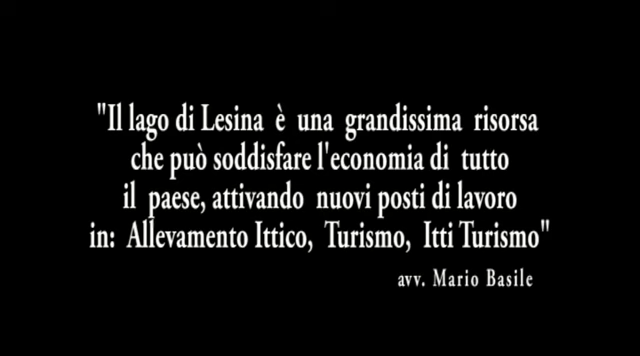 "Il lago di Lesina è una grandissima risorsa
che può soddisfare l'economia di tutto
il paese, attivando nuovi posti di lavoro
in: Allevamento Ittico, Turismo, Itti Turismo"
avv. Mario Basile